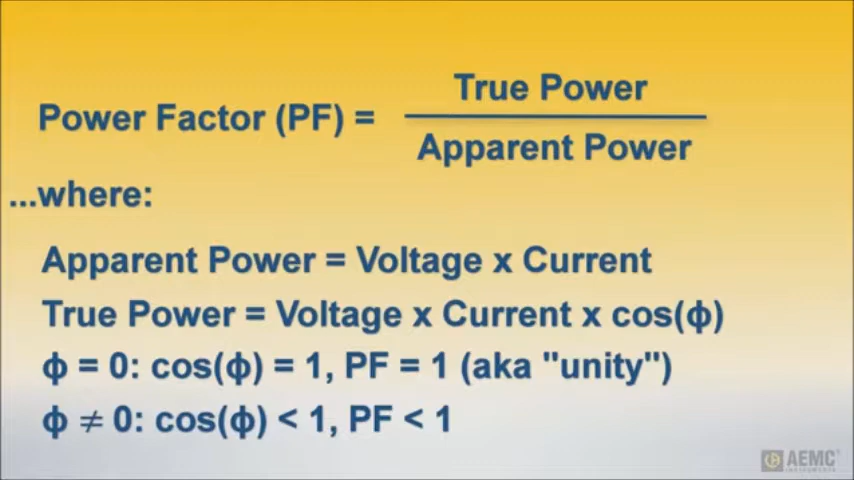 Power Factor (PF) = True Power
Apparent Power
...where:
Apparent Power = Voltage x Current
True Power = Voltage x Current x cos(ϕ)
ϕ = 0: cos(ϕ) = 1, PF = 1 (aka "unity")
ϕ ≠ 0: cos(ϕ) < 1, PF < 1
AEMC
INSTRUMENTS